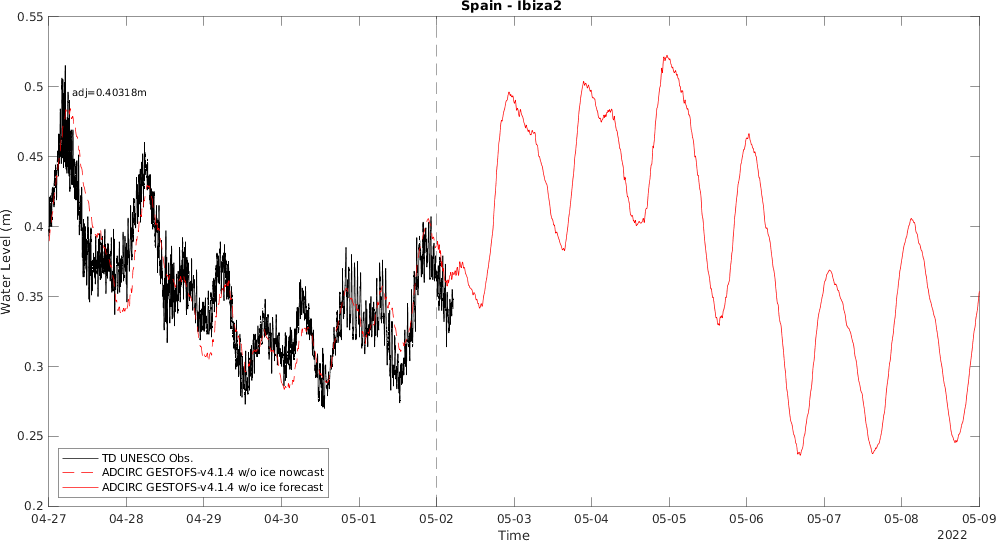 Spain - Ibiza2
0.55
0.5
0.45
0.4
0.35
0.3
0.25
0.2
Water Level (m)
adj=0.40318m
TD UNESCO Obs.
ADCIRC GESTOFS-v4.1.4 w/o ice nowcast
ADCIRC GESTOFS-v4.1.4 w/o ice forecast
04-27 04-28 04-29 04-30 05-01 05-02 05-03 05-04 05-05 05-06 05-07 05-08 05-09
Time
2022